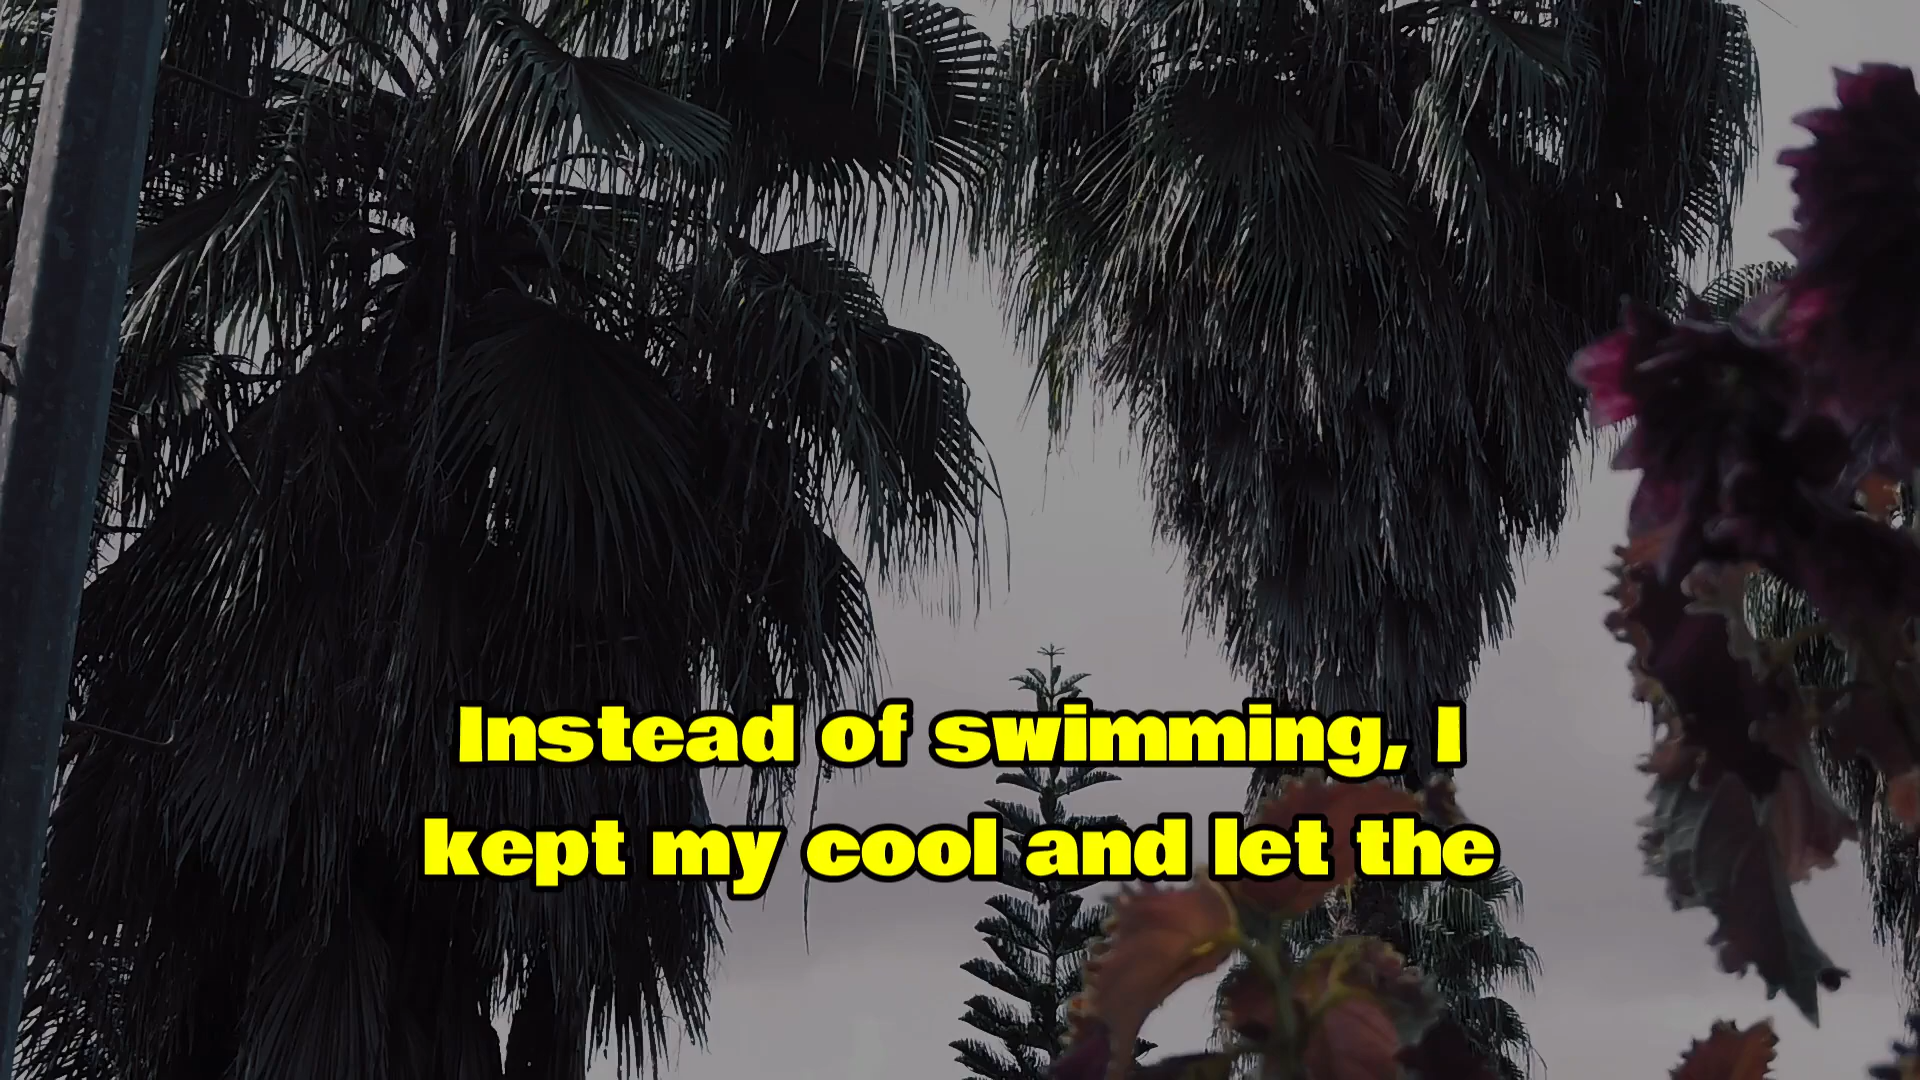 Instead of swimming, I
kept my cool and let the